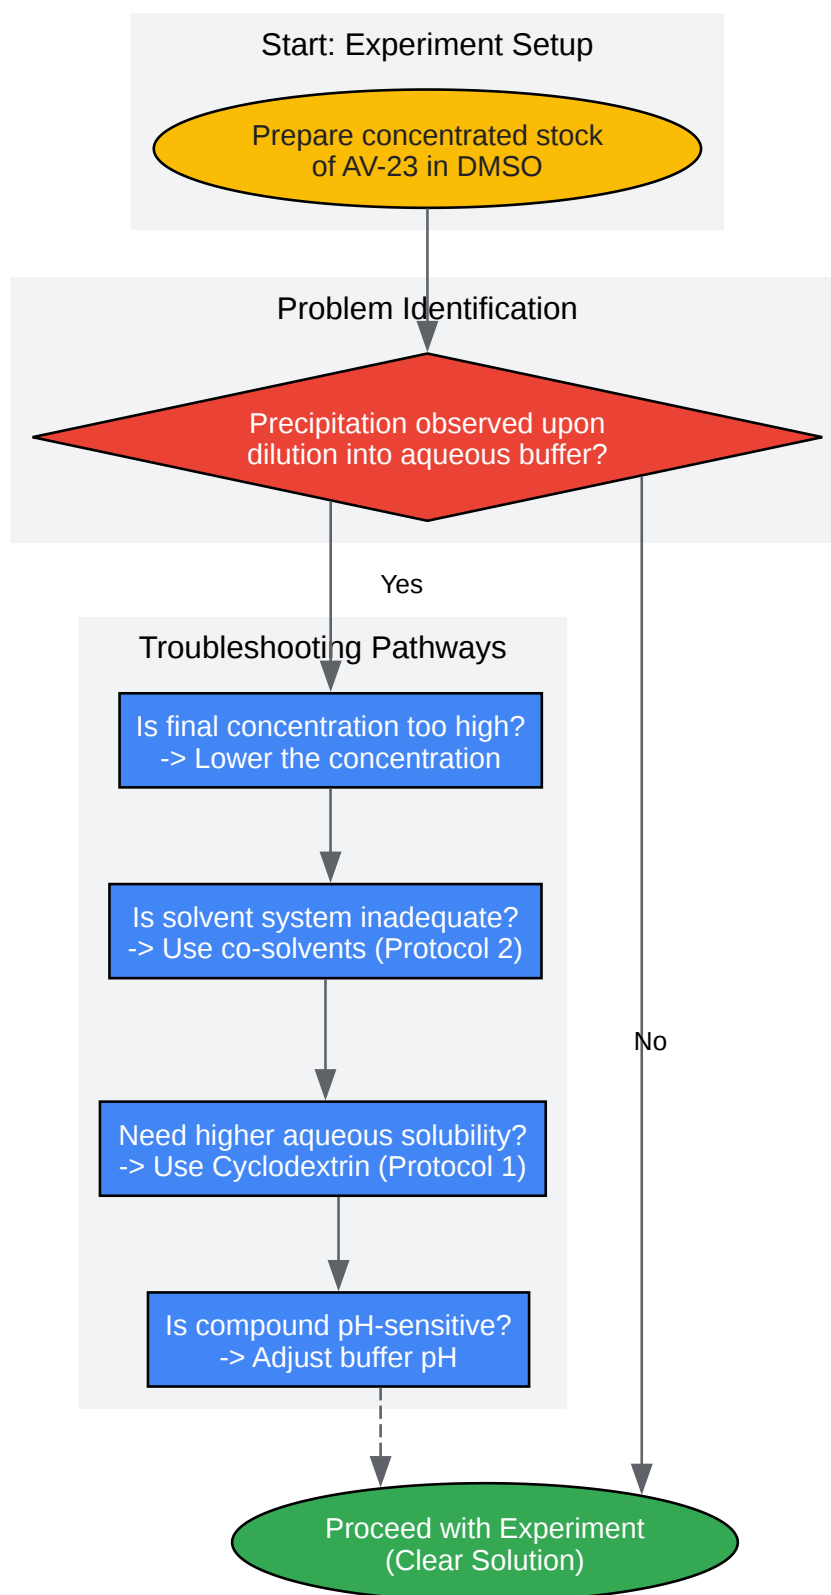 Start: Experiment Setup
Prepare concentrated stock
of AV-23 in DMSO
Problem Identification
Precipitation observed upon
dilution into aqueous buffer?
Yes
Troubleshooting Pathways
Is final concentration too high?
-> Lower the concentration
Is solvent system inadequate?
-> Use co-solvents (Protocol 2)
No
Need higher aqueous solubility?
-> Use Cyclodextrin (Protocol 1)
Is compound pH-sensitive?
-> Adjust buffer pH
Proceed with Experiment
(Clear Solution)